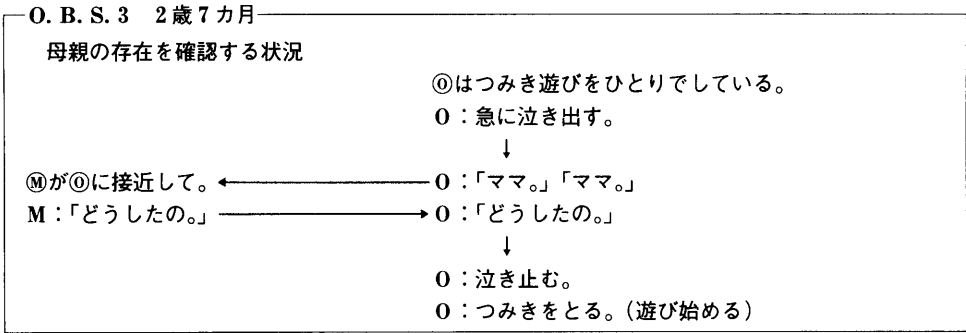 O. B. S. 3　2歳7カ月
母親の存在を確認する状況
Ⓞはつみき遊びをひとりでしている。
O：急に泣き出す。
↓
Ⓜがⓞに接近して。← O：「ママ。」「ママ。」
M：「どうしたの。」→ O：「どうしたの。」
↓
O：泣き止む。
O：つみきをとる。（遊び始める）